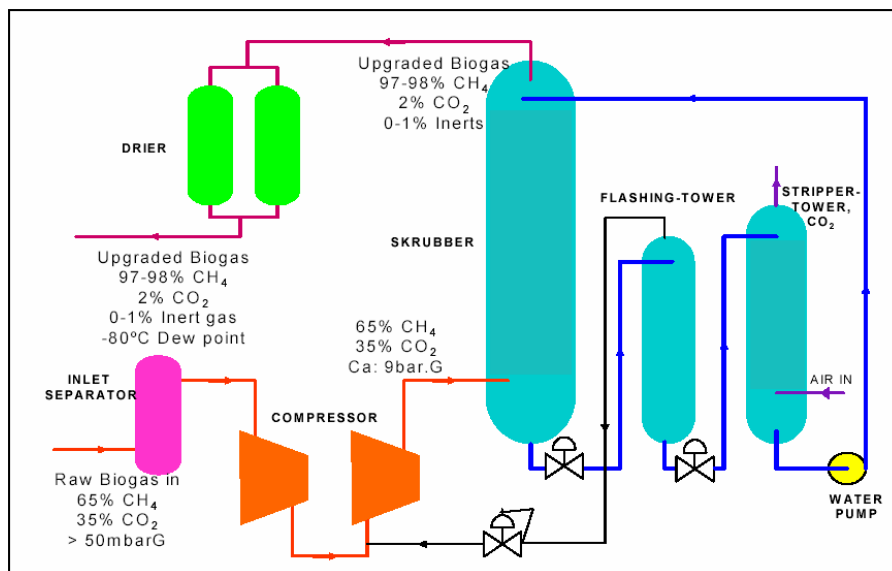 Upgraded Biogas
97-98% CH₄
2% CO₂
0-1% Inerts
DRIER
FLASHING-TOWER
STRIPPER-
TOWER,
CO₂
SKRUBBER
Upgraded Biogas
97-98% CH₄
2% CO₂
0-1% Inert gas
-80ºC Dew point
65% CH₄
35% CO₂
Ca: 9bar.G
INLET
SEPARATOR
AIR IN
COMPRESSOR
Raw Biogas in
65% CH₄
35% CO₂
> 50mbarG
WATER
PUMP